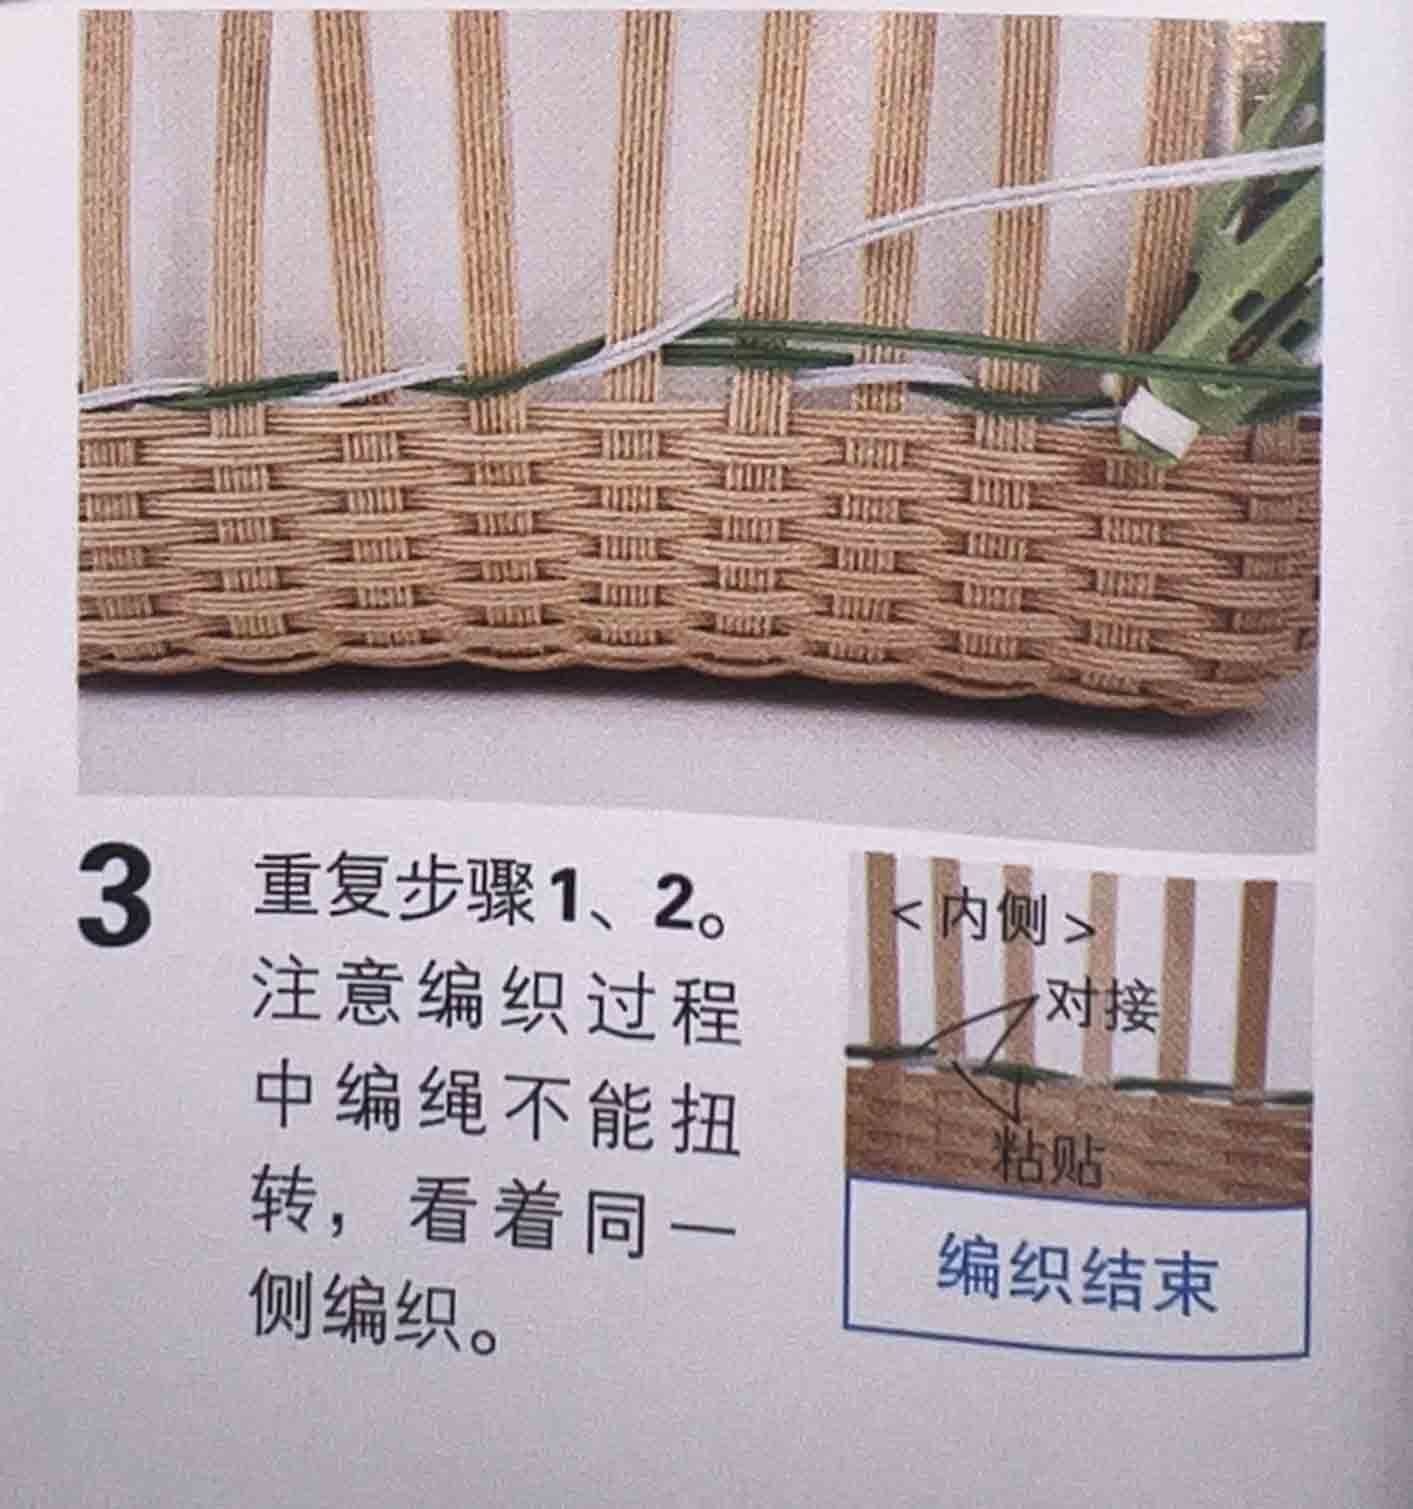 3
重复步骤1、2。
注意编织过程
中编绳不能扭
转，看着同一
侧编织。
<内侧>
对接
粘贴
编织结束